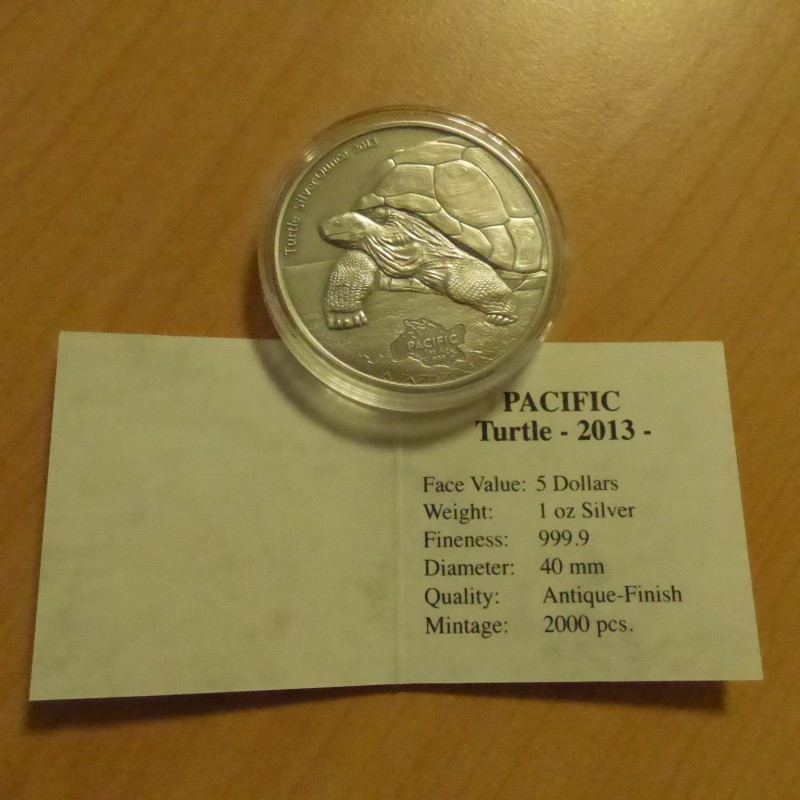 Turtle Silver Ounce 2013
PACIFIC
PACIFIC
Turtle - 2013 -
Face Value: 5 Dollars
Weight: 1 oz Silver
Fineness: 999.9
Diameter: 40 mm
Quality: Antique-Finish
Mintage: 2000 pcs.